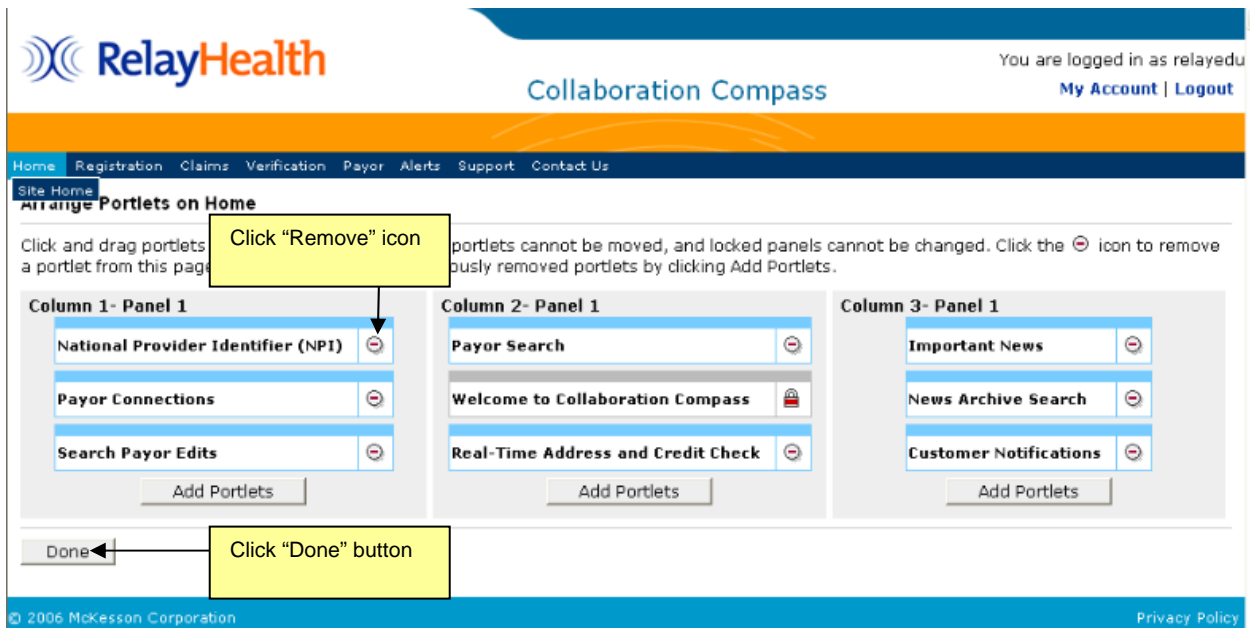 RelayHealth
You are logged in as relayedu
Collaboration Compass
My Account | Logout
Home Registration Claims Verification Payor Alerts Support Contact Us
Site Home
Arrange Portlets on Home
Click and drag portlets
Click “Remove” icon
portlets cannot be moved, and locked panels cannot be changed. Click the icon to remove
a portlet from this page
ously removed portlets by clicking Add Portlets.
Column 1- Panel 1
National Provider Identifier (NPI)
Payor Connections
Search Payor Edits
Add Portlets
Column 2- Panel 1
Payor Search
Welcome to Collaboration Compass
Real-Time Address and Credit Check
Add Portlets
Column 3- Panel 1
Important News
News Archive Search
Customer Notifications
Add Portlets
Done
Click “Done” button
© 2006 McKesson Corporation
Privacy Policy